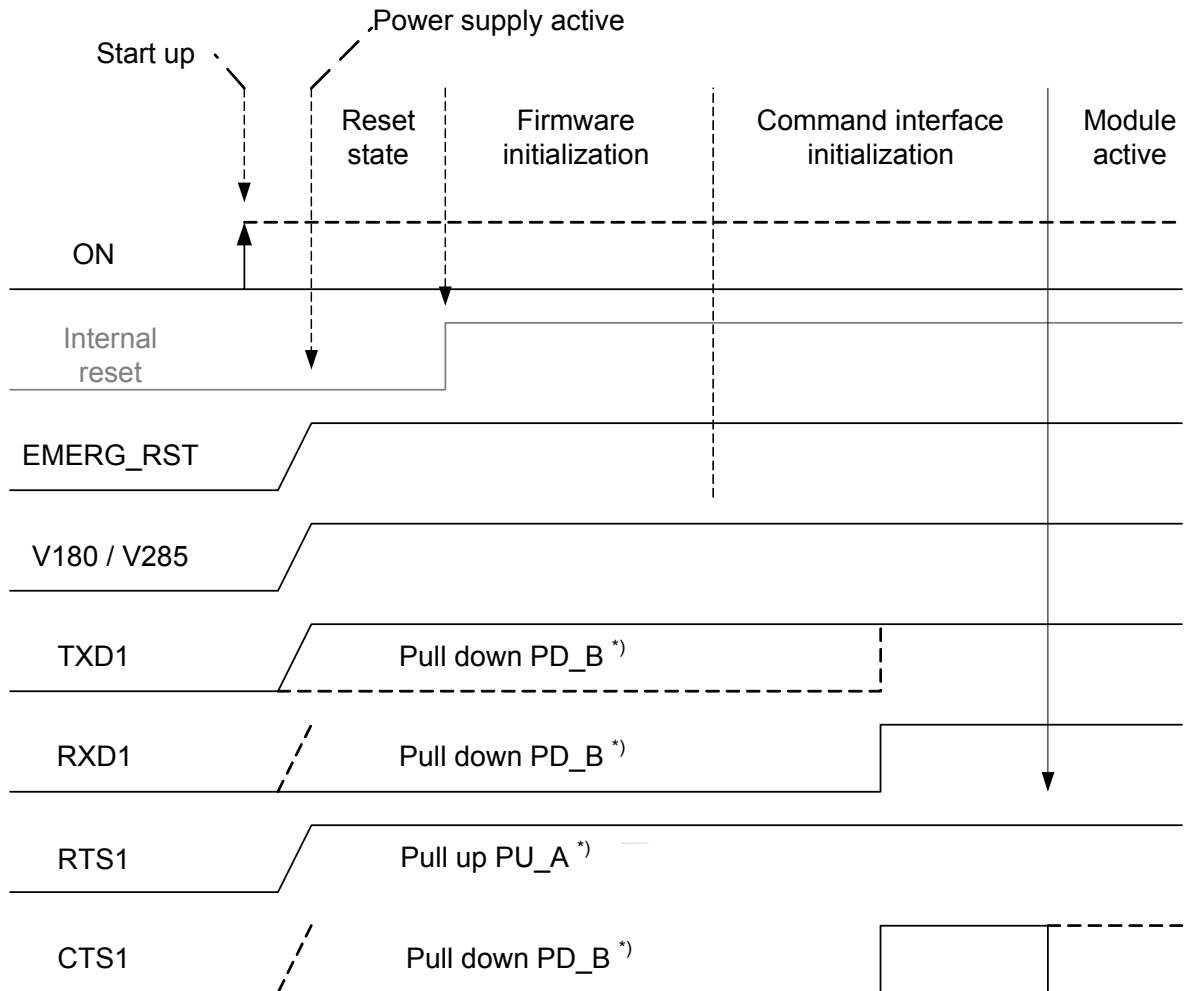 Power supply active
Start up
Reset
state
Firmware
initialization
Command interface
initialization
Module
active
ON
Internal
reset
EMERG_RST
V180 / V285
TXD1
Pull down PD_B *)
RXD1
Pull down PD_B *)
RTS1
Pull up PU_A *)
CTS1
Pull down PD_B *)